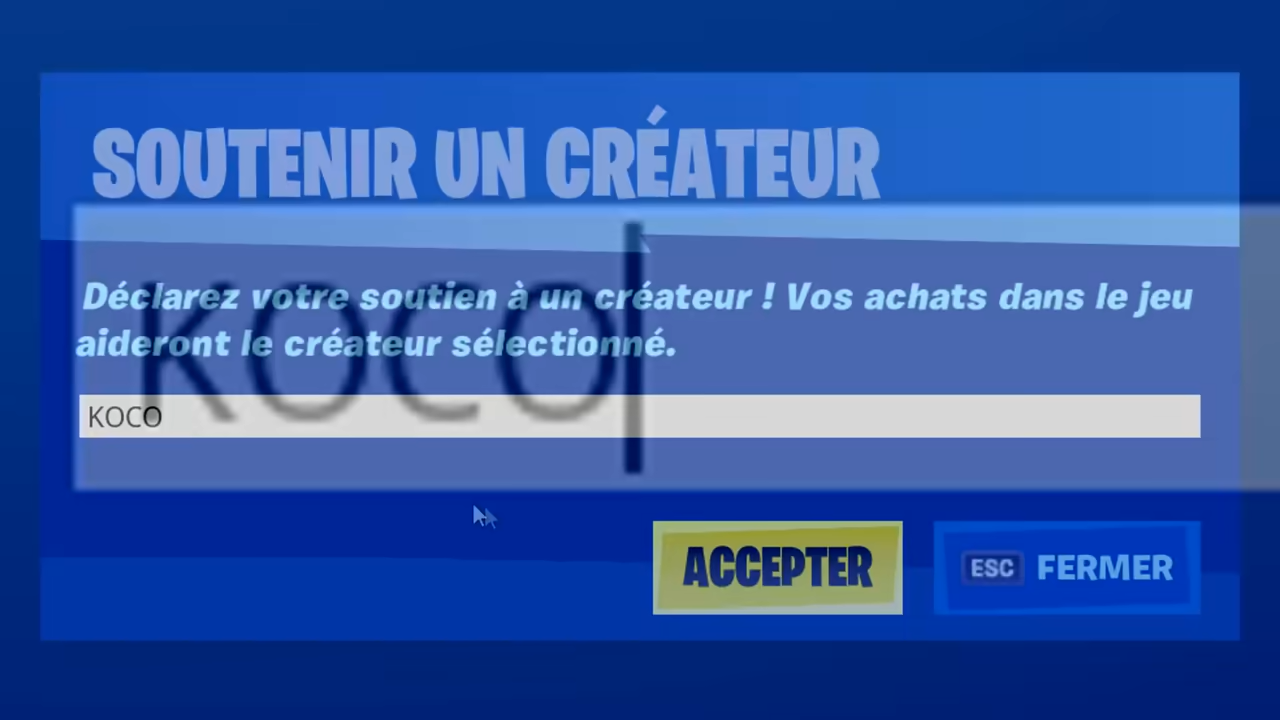 SOUTENIR UN CRÉATEUR
Déclarez votre soutien à un créateur ! Vos achats dans le jeu
aideront le créateur sélectionné.
KOCO
KOCO
ACCEPTER
ESC FERMER